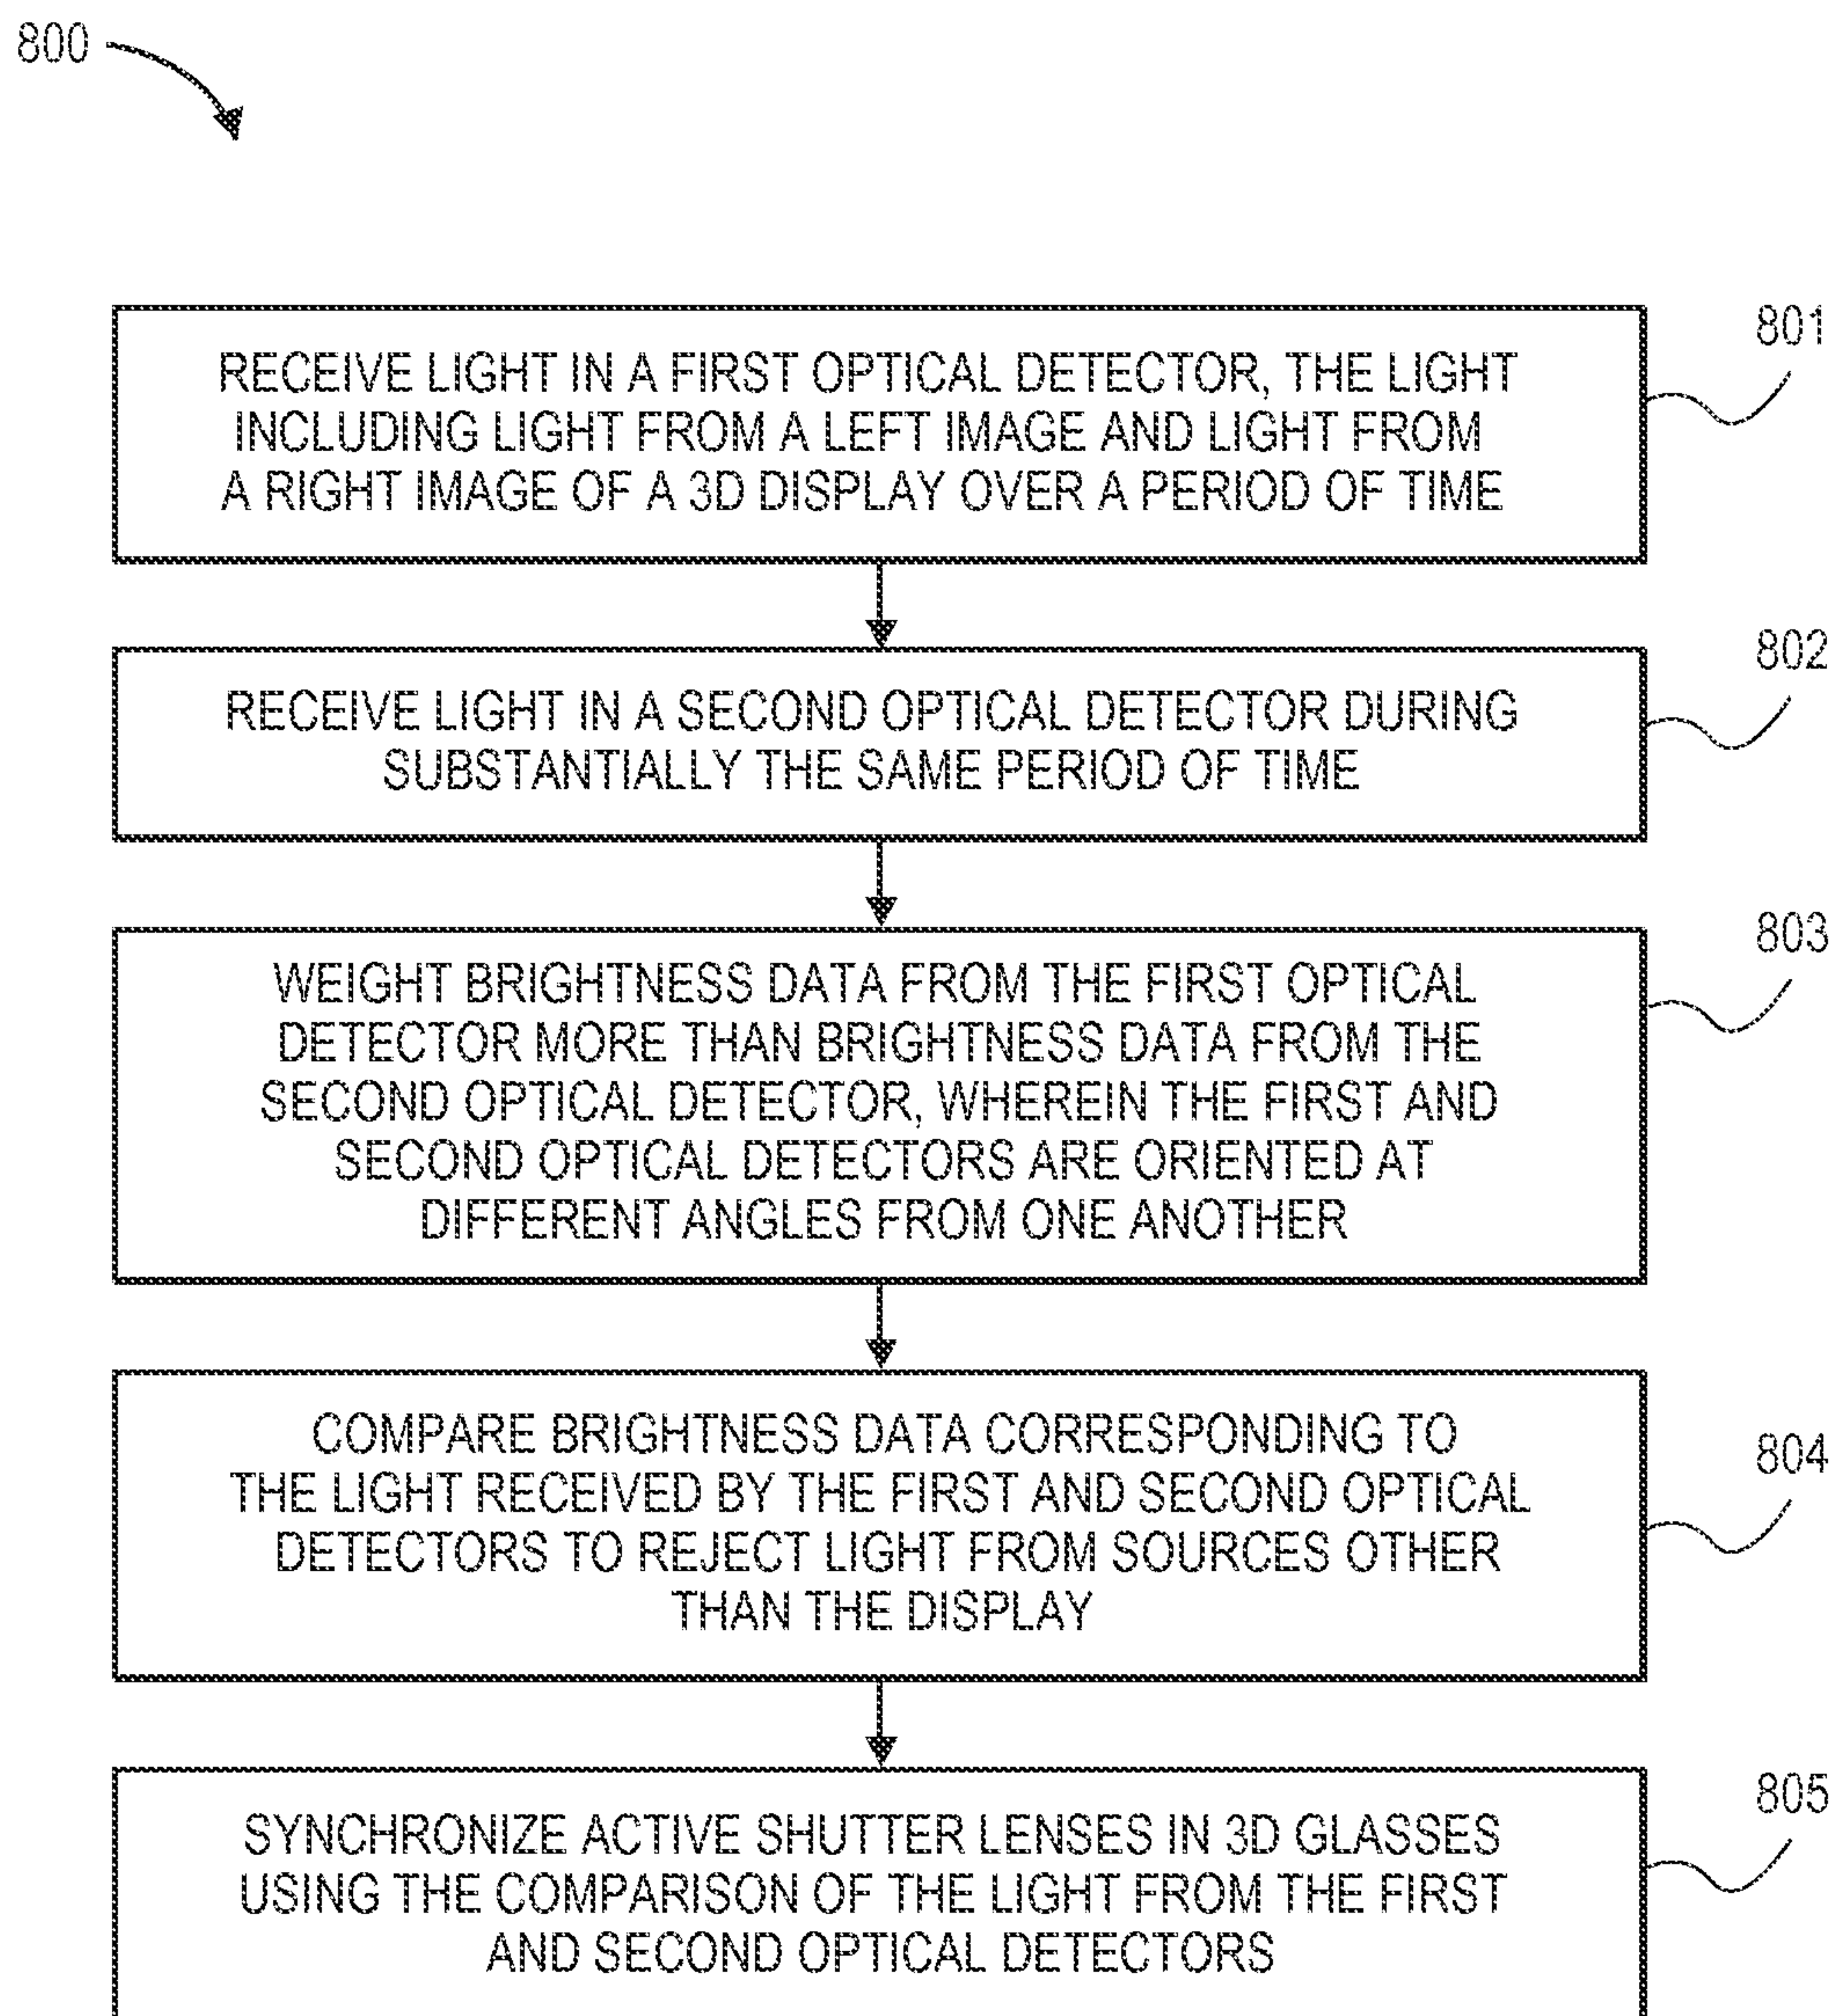 800
801
RECEIVE LIGHT IN A FIRST OPTICAL DETECTOR, THE LIGHT
INCLUDING LIGHT FROM A LEFT IMAGE AND LIGHT FROM
A RIGHT IMAGE OF A 3D DISPLAY OVER A PERIOD OF TIME
802
RECEIVE LIGHT IN A SECOND OPTICAL DETECTOR DURING
SUBSTANTIALLY THE SAME PERIOD OF TIME
803
WEIGHT BRIGHTNESS DATA FROM THE FIRST OPTICAL
DETECTOR MORE THAN BRIGHTNESS DATA FROM THE
SECOND OPTICAL DETECTOR, WHEREIN THE FIRST AND
SECOND OPTICAL DETECTORS ARE ORIENTED AT
DIFFERENT ANGLES FROM ONE ANOTHER
804
COMPARE BRIGHTNESS DATA CORRESPONDING TO
THE LIGHT RECEIVED BY THE FIRST AND SECOND OPTICAL
DETECTORS TO REJECT LIGHT FROM SOURCES OTHER
THAN THE DISPLAY
805
SYNCHRONIZE ACTIVE SHUTTER LENSES IN 3D GLASSES
USING THE COMPARISON OF THE LIGHT FROM THE FIRST
AND SECOND OPTICAL DETECTORS